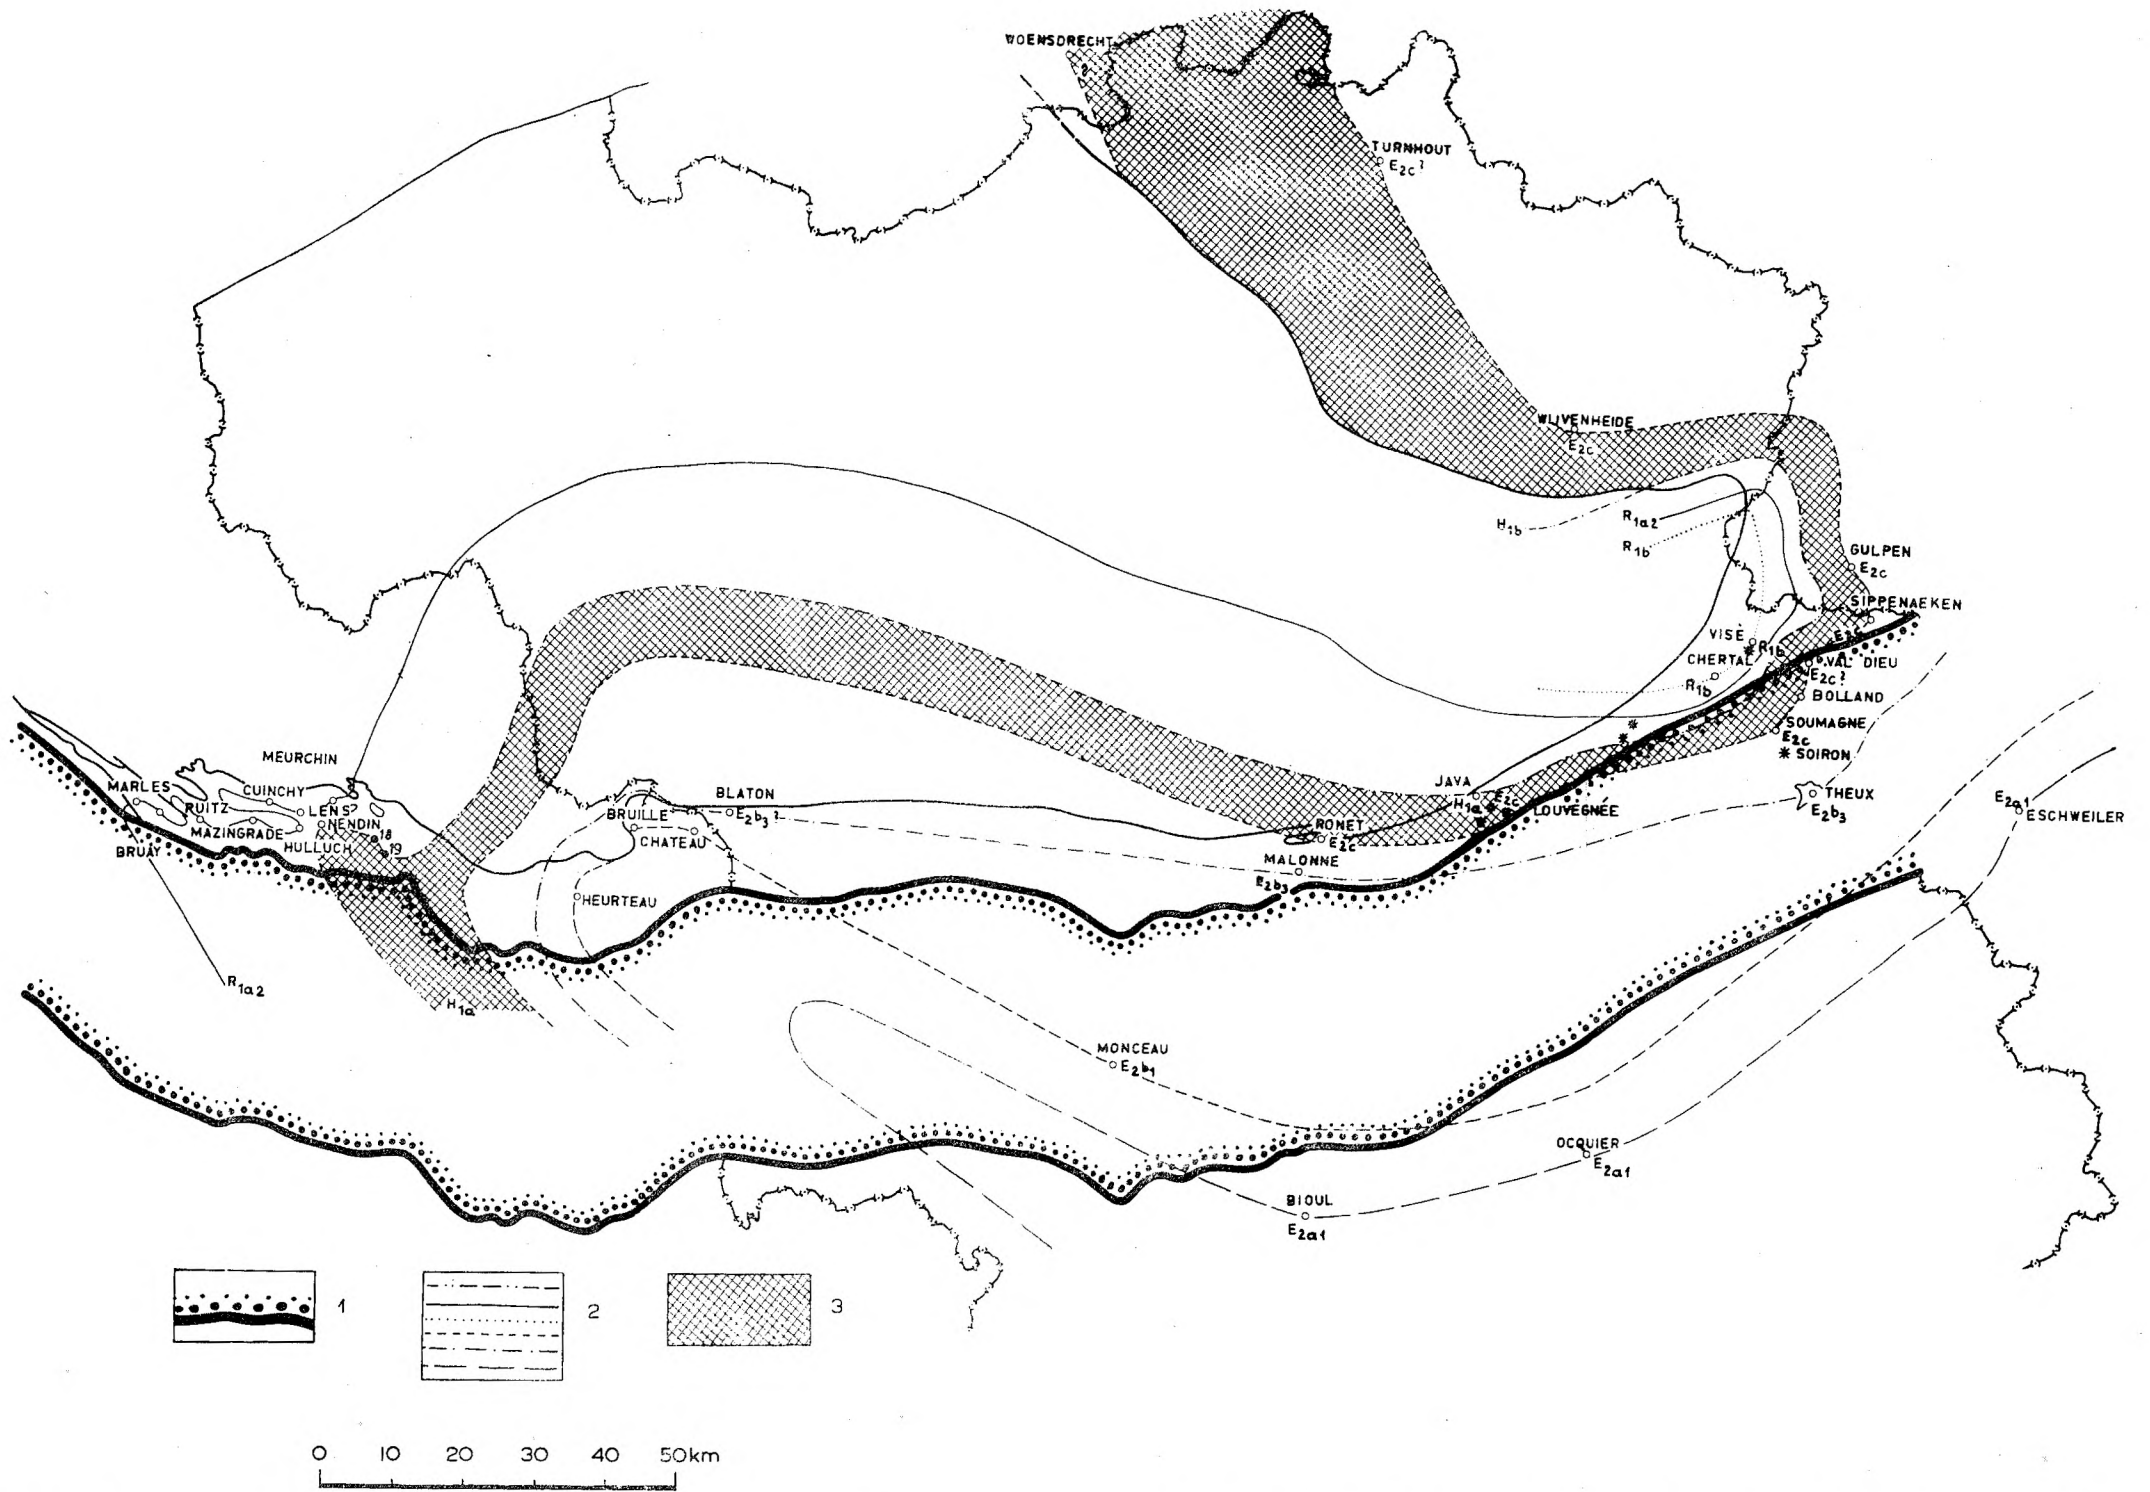 WOENSDRECHT
?
TURNHOUT
E2c?
WIJVENHEIDE
E2c
H1b
R1a2
R1b
GULPEN
E2c
SIPPENAEKEN
E2c
VISÈ
R1b
CHERTAL
R1b
VAL DIEU
E2c?
BOLLAND
SOUMAGNE
E2c
SOIRON
MEURCHIN
MARLES
CUINCHY
RUITZ
LENS?
MAZINGRADE
NENDIN
18
HULLUCH
19
BRUAY
BLATON
BRUILLE
E2b3?
CHATEAU
JAVA
H1a
E2c
LOUVEGNÉE
RONET
E2c
MALONNE
E2b3
THEUX
E2b3
E2a1
ESCHWEILER
HEURTEAU
R1a2
H1a
MONCEAU
E2b1
OCQUIER
E2a1
BIOUL
E2a1
1
2
3
0 10 20 30 40 50km